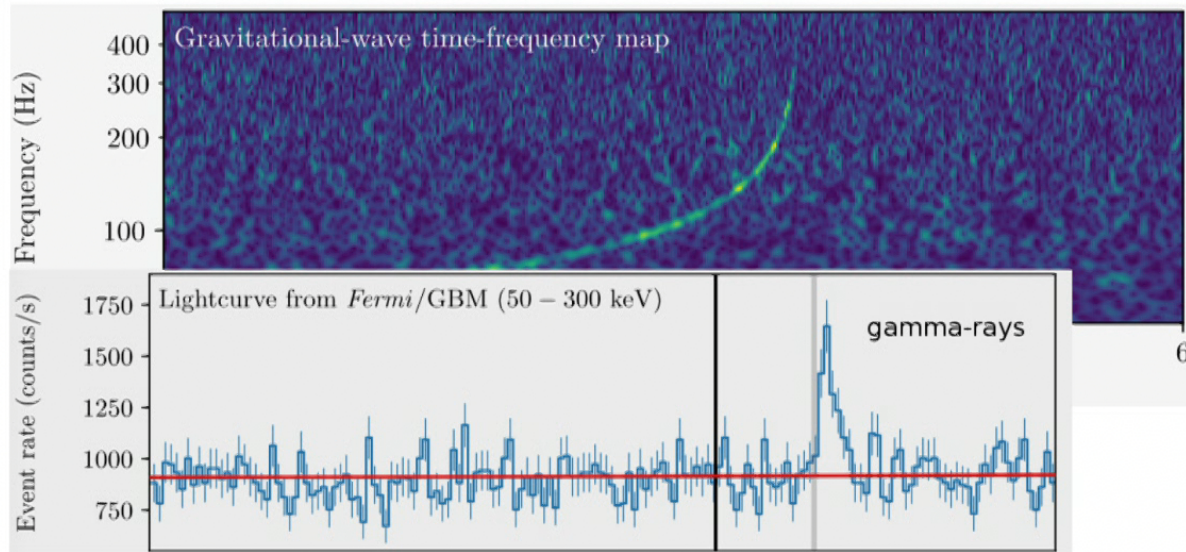 Gravitational-wave time-frequency map
Frequency (Hz)
400
300
200
100
6
Lightcurve from Fermi/GBM (50 – 300 keV)
gamma-rays
Event rate (counts/s)
1750
1500
1250
1000
750